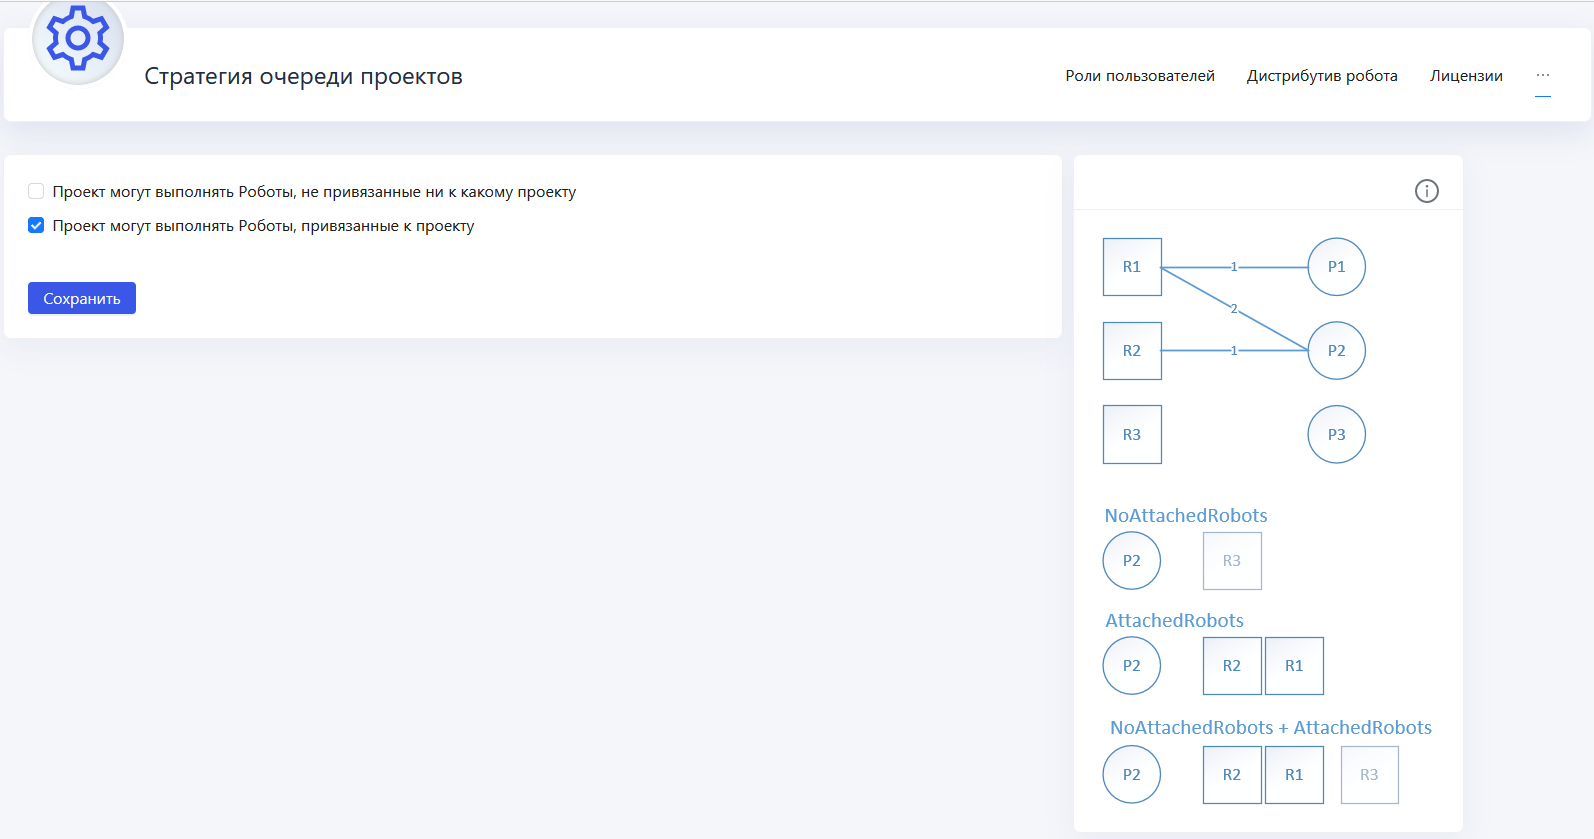 Стратегия очереди проектов
Роли пользователей Дистрибутив робота Лицензии ...
Проект могут выполнять Роботы, не привязанные ни к какому проекту
Проект могут выполнять Роботы, привязанные к проекту
Сохранить
R1 1 P1
2
R2 1 P2
R3 P3
NoAttachedRobots
P2 R3
AttachedRobots
P2 R2 R1
NoAttachedRobots + AttachedRobots
P2 R2 R1 R3